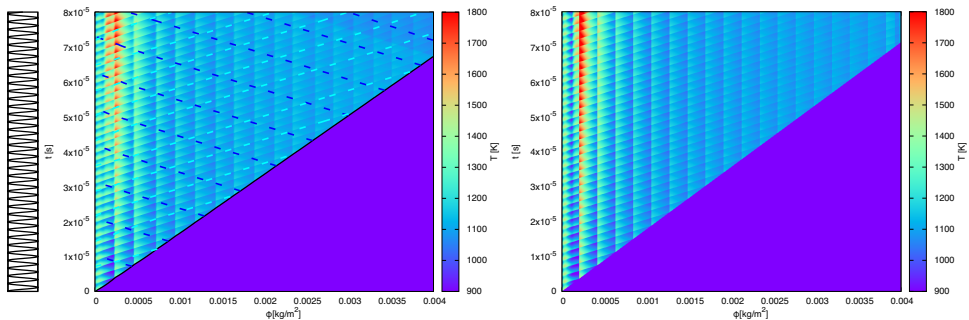 8x10⁻⁵
7x10⁻⁵
6x10⁻⁵
5x10⁻⁵
4x10⁻⁵
3x10⁻⁵
2x10⁻⁵
1x10⁻⁵
0
t [s]
0 0.0005 0.001 0.0015 0.002 0.0025 0.003 0.0035 0.004
ϕ[kg/m²]
1800
1700
1600
1500
1400
1300
1200
1100
1000
900
T [K]
8x10⁻⁵
7x10⁻⁵
6x10⁻⁵
5x10⁻⁵
4x10⁻⁵
3x10⁻⁵
2x10⁻⁵
1x10⁻⁵
0
t [s]
0 0.0005 0.001 0.0015 0.002 0.0025 0.003 0.0035 0.004
ϕ[kg/m²]
1800
1700
1600
1500
1400
1300
1200
1100
1000
900
T [K]